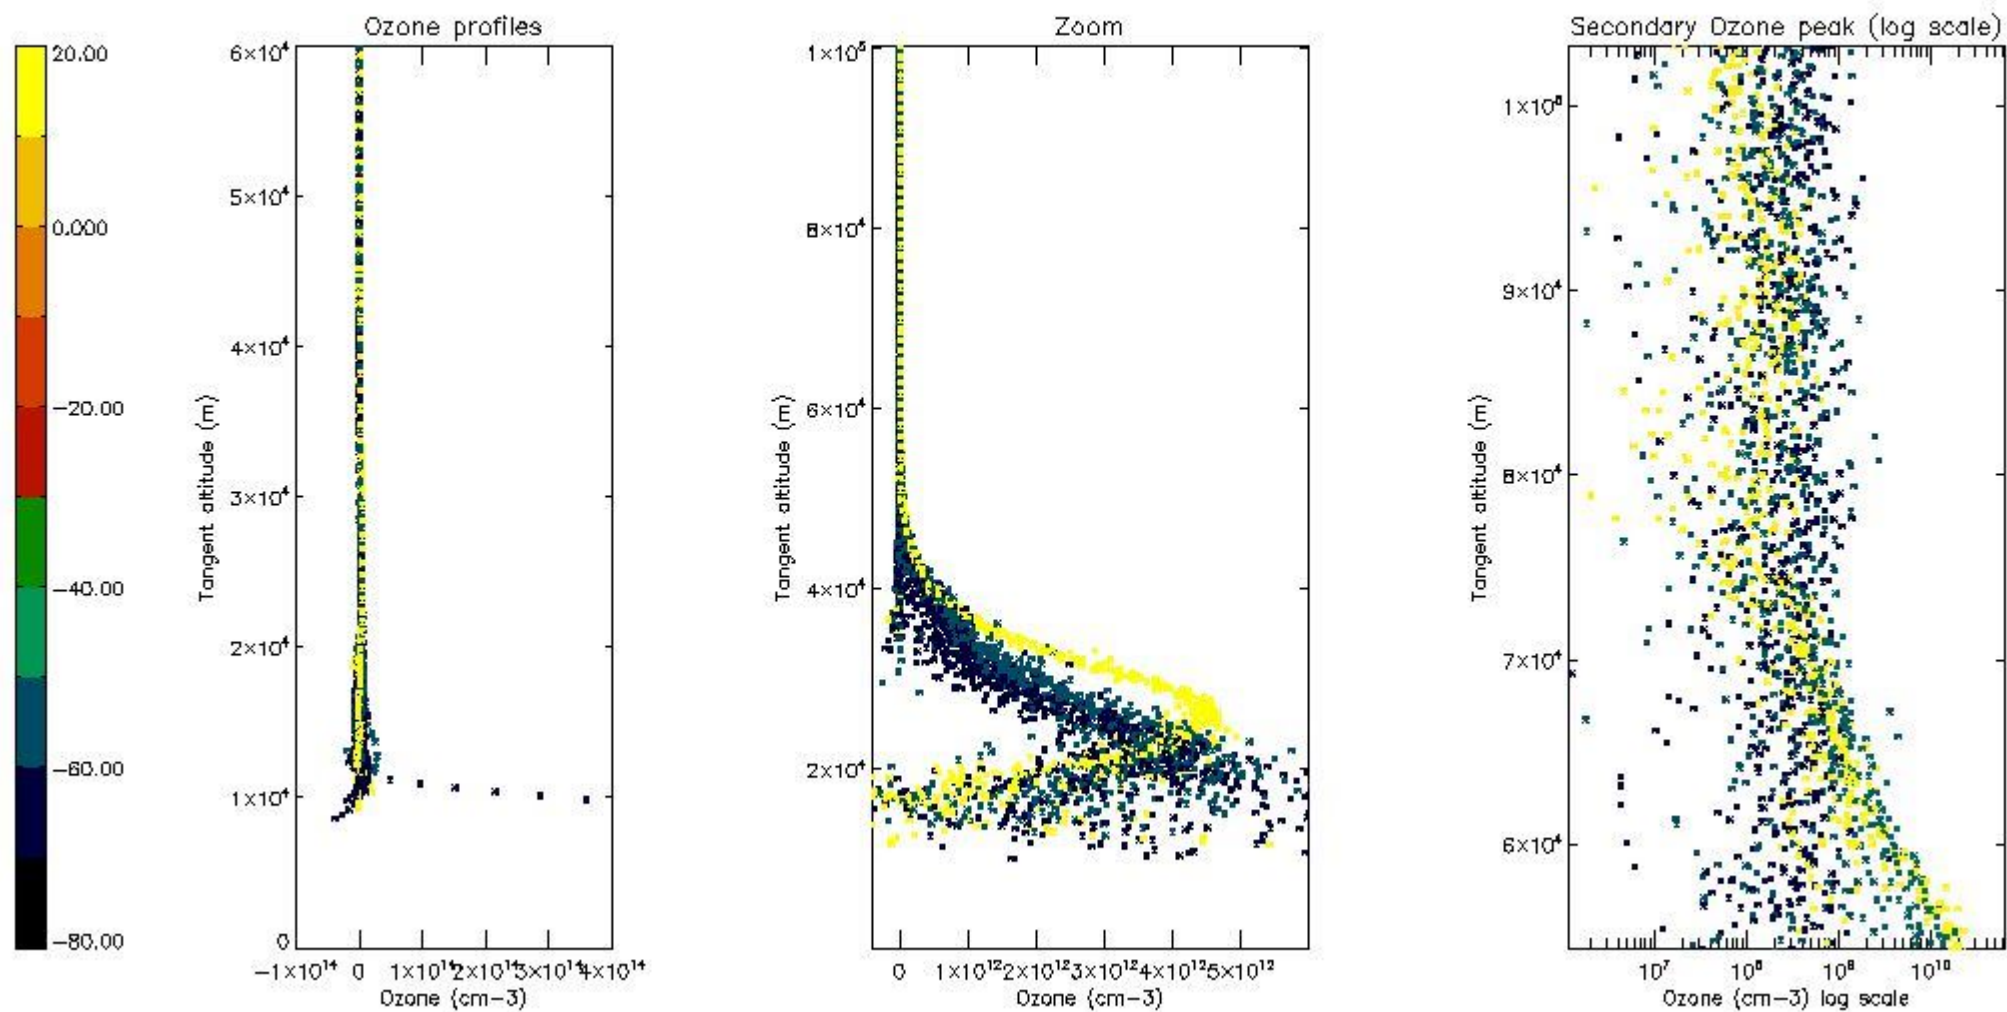 Ozone profiles
Zoom
Secondary Ozone peak (log scale)
20.00
0.000
−20.00
−40.00
−60.00
−80.00
6×10⁴
5×10⁴
4×10⁴
3×10⁴
2×10⁴
1×10⁴
0
Tangent altitude (m)
−1×10¹⁴ 0 1×10¹⁴ 2×10¹⁴ 3×10¹⁴ 4×10¹⁴
Ozone (cm−3)
1×10⁵
8×10⁴
6×10⁴
4×10⁴
2×10⁴
Tangent altitude (m)
0 1×10¹² 2×10¹² 3×10¹² 4×10¹² 5×10¹²
Ozone (cm−3)
1×10⁵
9×10⁴
8×10⁴
7×10⁴
6×10⁴
Tangent altitude (m)
10⁷ 10⁸ 10⁹ 10¹⁰
Ozone (cm−3) log scale